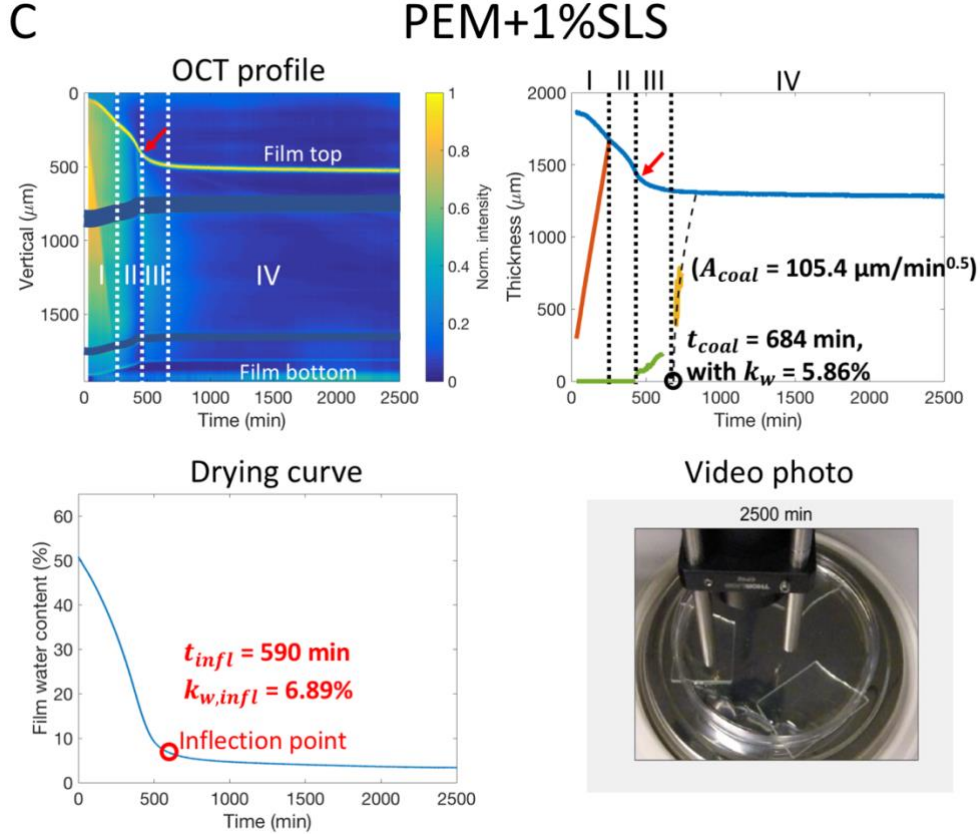 C
PEM+1%SLS
OCT profile
0
500
1000
1500
Vertical (μm)
0
500
1000
1500
2000
2500
Time (min)
Film top
Film bottom
I
II
III
IV
1
0.8
0.6
0.4
0.2
0
Norm. intensity
I II III IV
2000
1500
1000
500
0
Thickness (μm)
0
500
1000
1500
2000
2500
Time (min)
(A_coal = 105.4 μm/min^0.5)
t_coal = 684 min,
with k_w = 5.86%
Drying curve
60
50
40
30
20
10
0
Film water content (%)
0
500
1000
1500
2000
2500
Time (min)
t_infl = 590 min
k_w,infl = 6.89%
Inflection point
Video photo
2500 min